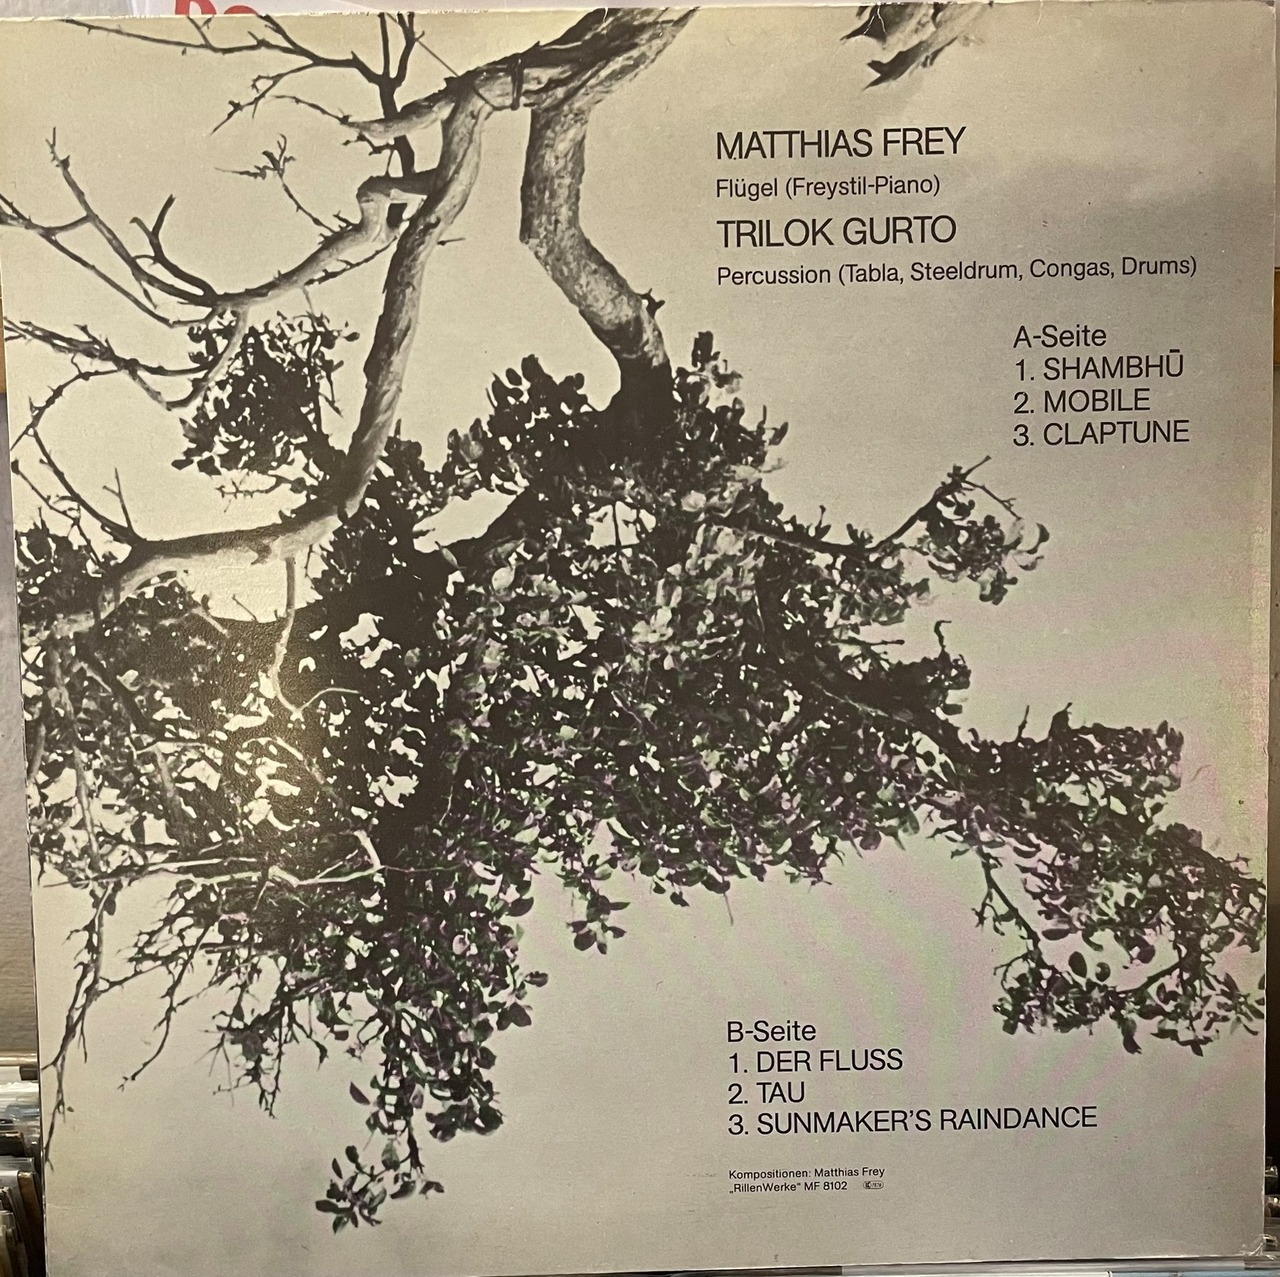 MATTHIAS FREY
Flügel (Freystil-Piano)
TRILOK GURTO
Percussion (Tabla, Steeldrum, Congas, Drums)
A-Seite
1. SHAMBHŪ
2. MOBILE
3. CLAPTUNE
B-Seite
1. DER FLUSS
2. TAU
3. SUNMAKER'S RAINDANCE
Kompositionen: Matthias Frey
„RillenWerke" MF 8102